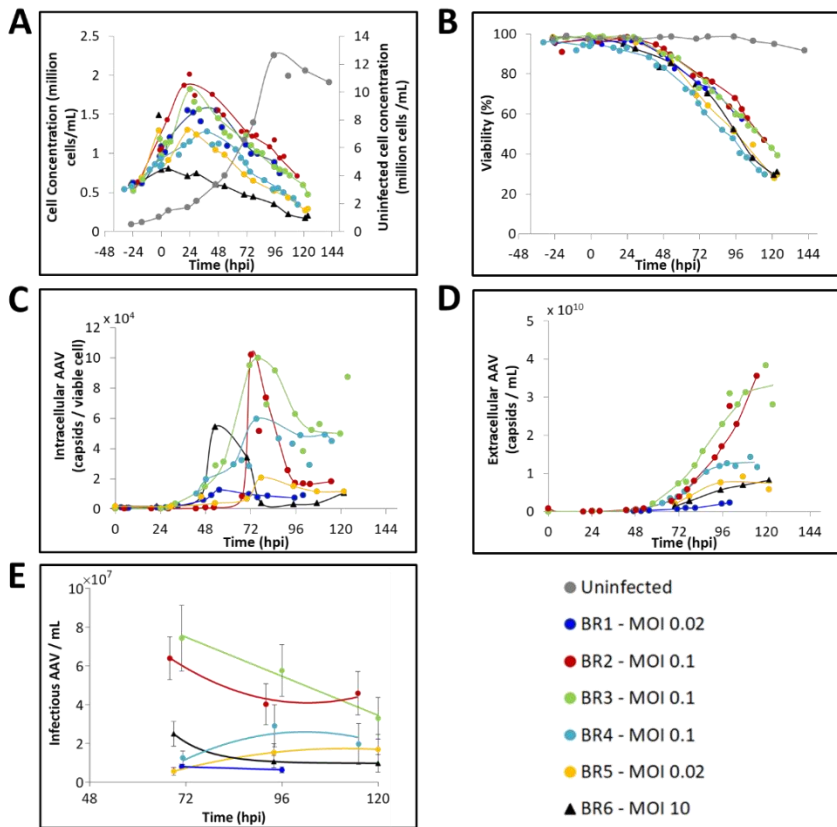 A
Cell Concentration (million
cells/mL)
2.5
2
1.5
1
0.5
0
14
12
10
8
6
4
2
0
Uninfected cell concentration
(million cells /mL)
-48 -24 0 24 48 72 96 120 144
Time (hpi)
B
Viability (%)
100
80
60
40
20
0
-48 -24 0 24 48 72 96 120 144
Time (hpi)
C
x 10⁴
Intracellular AAV
(capsids / viable cell)
12
10
8
6
4
2
0
0 24 48 72 96 120 144
Time (hpi)
D
x 10¹⁰
Extracellular AAV
(capsids / mL)
5
4
3
2
1
0
0 24 48 72 96 120 144
Time (hpi)
E
×10⁷
Infectious AAV / mL
10
8
6
4
2
0
48 72 96 120
Time (hpi)
Uninfected
BR1 - MOI 0.02
BR2 - MOI 0.1
BR3 - MOI 0.1
BR4 - MOI 0.1
BR5 - MOI 0.02
BR6 - MOI 10